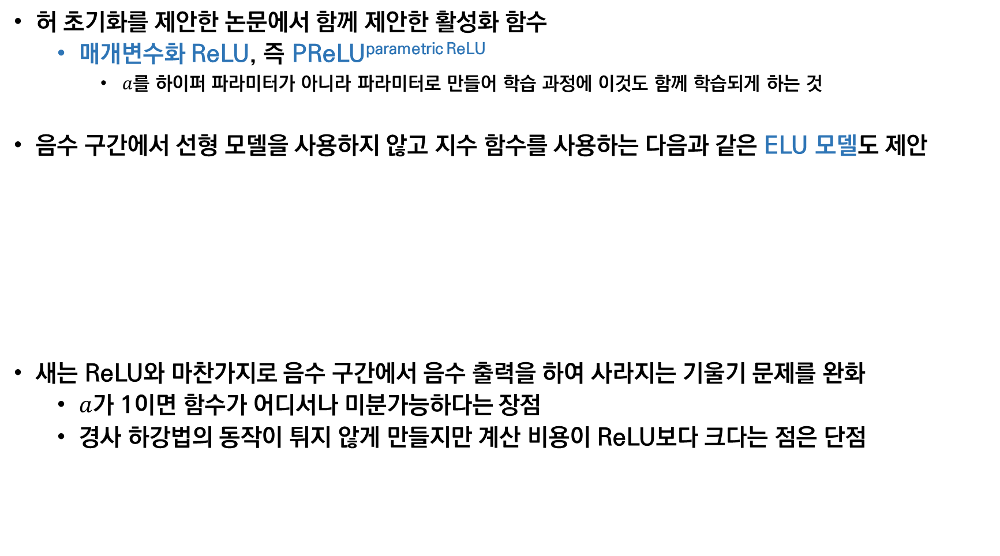 • 허 초기화를 제안한 논문에서 함께 제안한 활성화 함수
• 매개변수화 ReLU, 즉 PReLU^parametric ReLU
• a를 하이퍼 파라미터가 아니라 파라미터로 만들어 학습 과정에 이것도 함께 학습되게 하는 것
• 음수 구간에서 선형 모델을 사용하지 않고 지수 함수를 사용하는 다음과 같은 ELU 모델도 제안
• 새는 ReLU와 마찬가지로 음수 구간에서 음수 출력을 하여 사라지는 기울기 문제를 완화
• a가 1이면 함수가 어디서나 미분가능하다는 장점
• 경사 하강법의 동작이 튀지 않게 만들지만 계산 비용이 ReLU보다 크다는 점은 단점